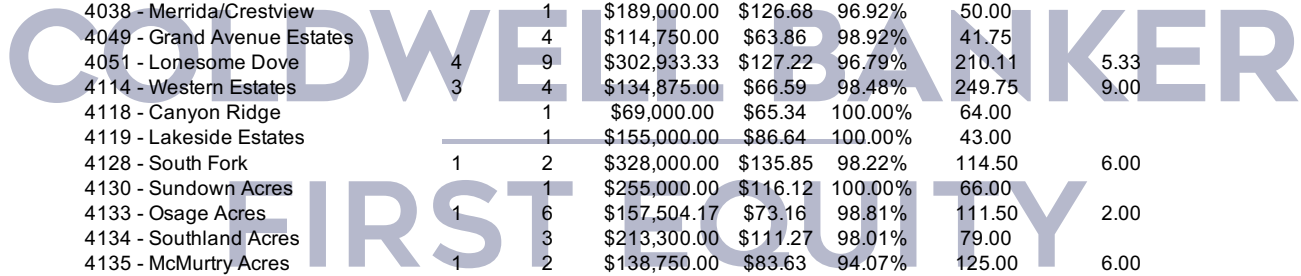 4038 - Merrida/Crestview 1 $189,000.00 $126.68 96.92% 50.00
4049 - Grand Avenue Estates 4 $114,750.00 $63.86 98.92% 41.75
4051 - Lonesome Dove 4 9 $302,933.33 $127.22 96.79% 210.11 5.33
4114 - Western Estates 3 4 $134,875.00 $66.59 98.48% 249.75 9.00
COLDWELL BANKER
4118 - Canyon Ridge 1 $69,000.00 $65.34 100.00% 64.00
4119 - Lakeside Estates 1 $155,000.00 $86.64 100.00% 43.00
4128 - South Fork 1 2 $328,000.00 $135.85 98.22% 114.50 6.00
4130 - Sundown Acres 1 $255,000.00 $116.12 100.00% 66.00
4133 - Osage Acres 1 6 $157,504.17 $73.16 98.81% 111.50 2.00
4134 - Southland Acres 3 $213,300.00 $111.27 98.01% 79.00
4135 - McMurtry Acres 1 2 $138,750.00 $83.63 94.07% 125.00 6.00
FIRST EQUITY